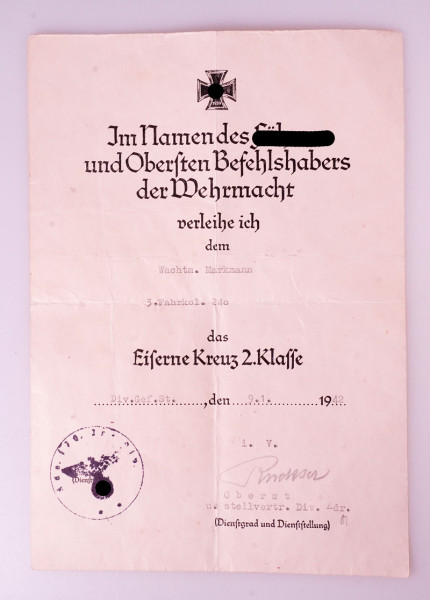 Im Namen des
und Obersten Befehlshabers
der Wehrmacht
verleihe ich
dem
Wachtm. Markmann
3.Fahrkol. 240
das
Eiserne Kreuz 2.Klasse
Div.Gef.St. , den 9.1. 1942
i. V.
Oberst
stellvertr. Div. Kdr.
(Dienstgrad und Dienststellung)